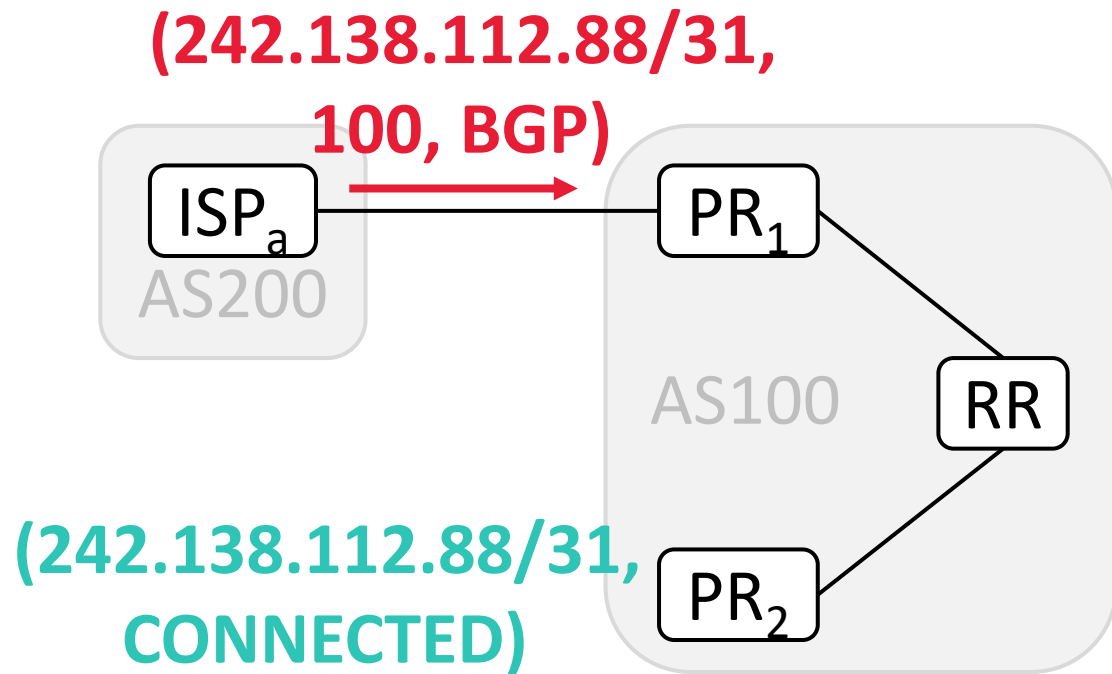 (242.138.112.88/31,
100, BGP)
ISPa
PR1
AS200
AS100
RR
(242.138.112.88/31,
CONNECTED)
PR2